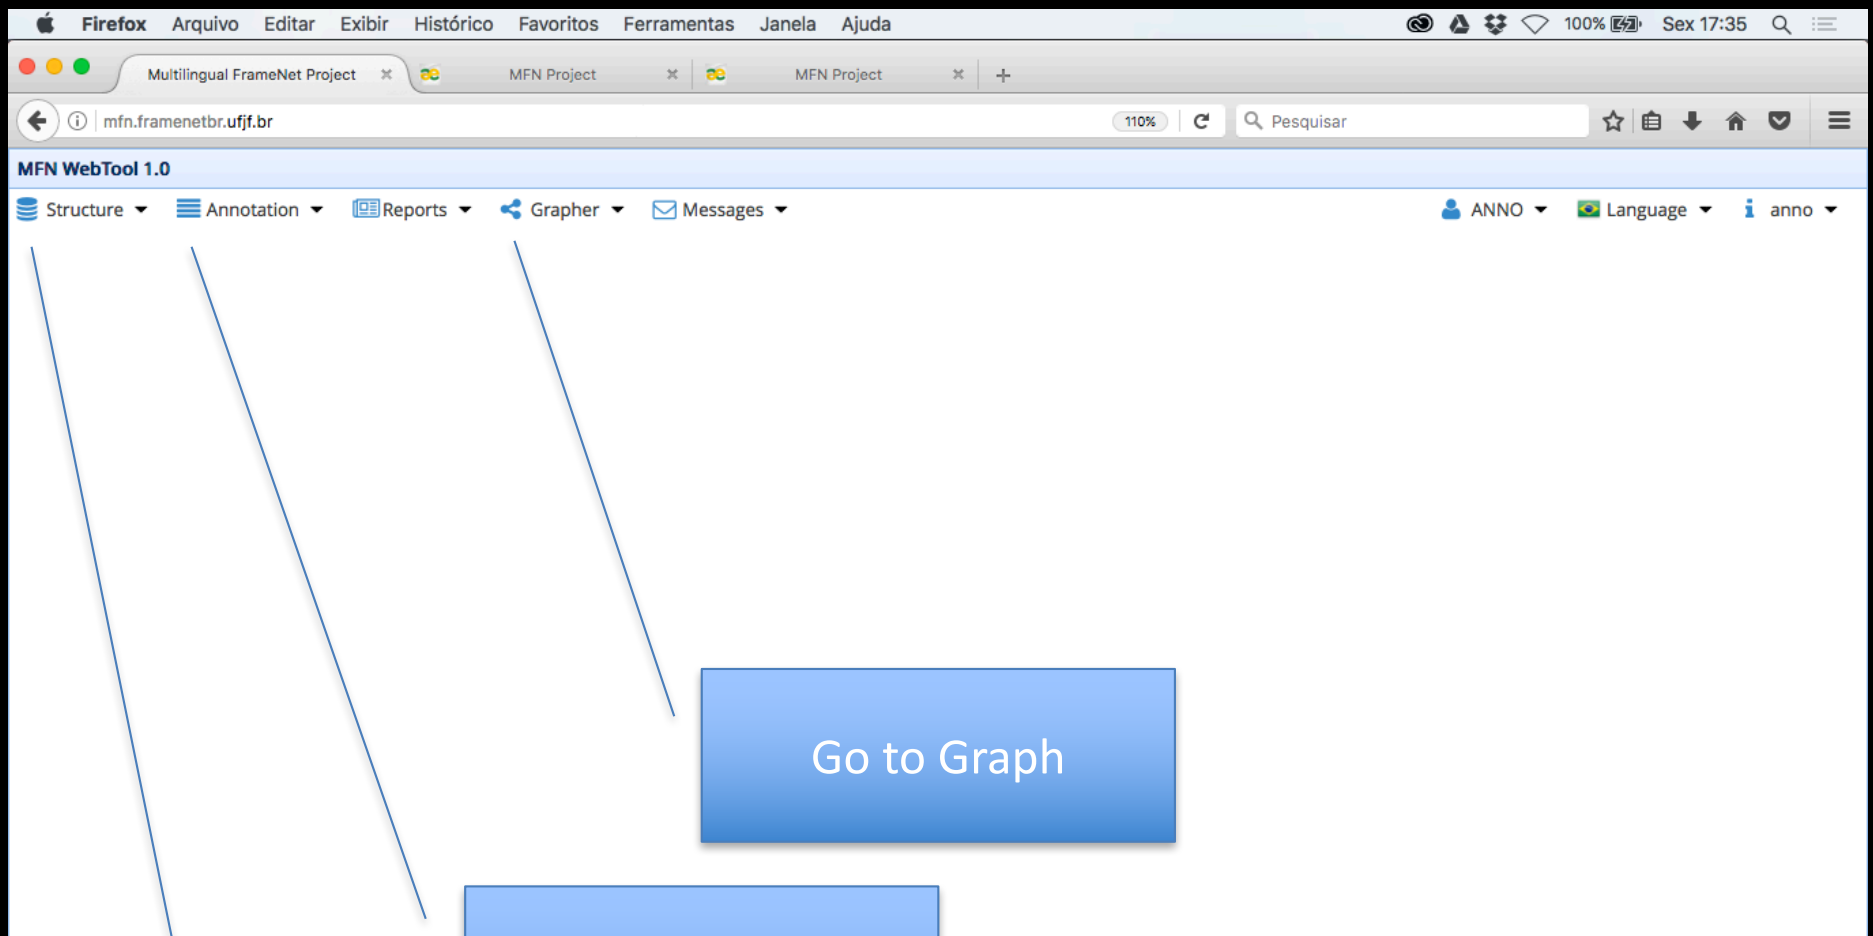 Firefox Arquivo Editar Exibir Histórico Favoritos Ferramentas Janela Ajuda 100% Sex 17:35
Multilingual FrameNet Project MFN Project MFN Project
mfn.framenetbr.ufjf.br 110% Pesquisar
MFN WebTool 1.0
Structure Annotation Reports Grapher Messages ANNO Language anno
Go to Graph